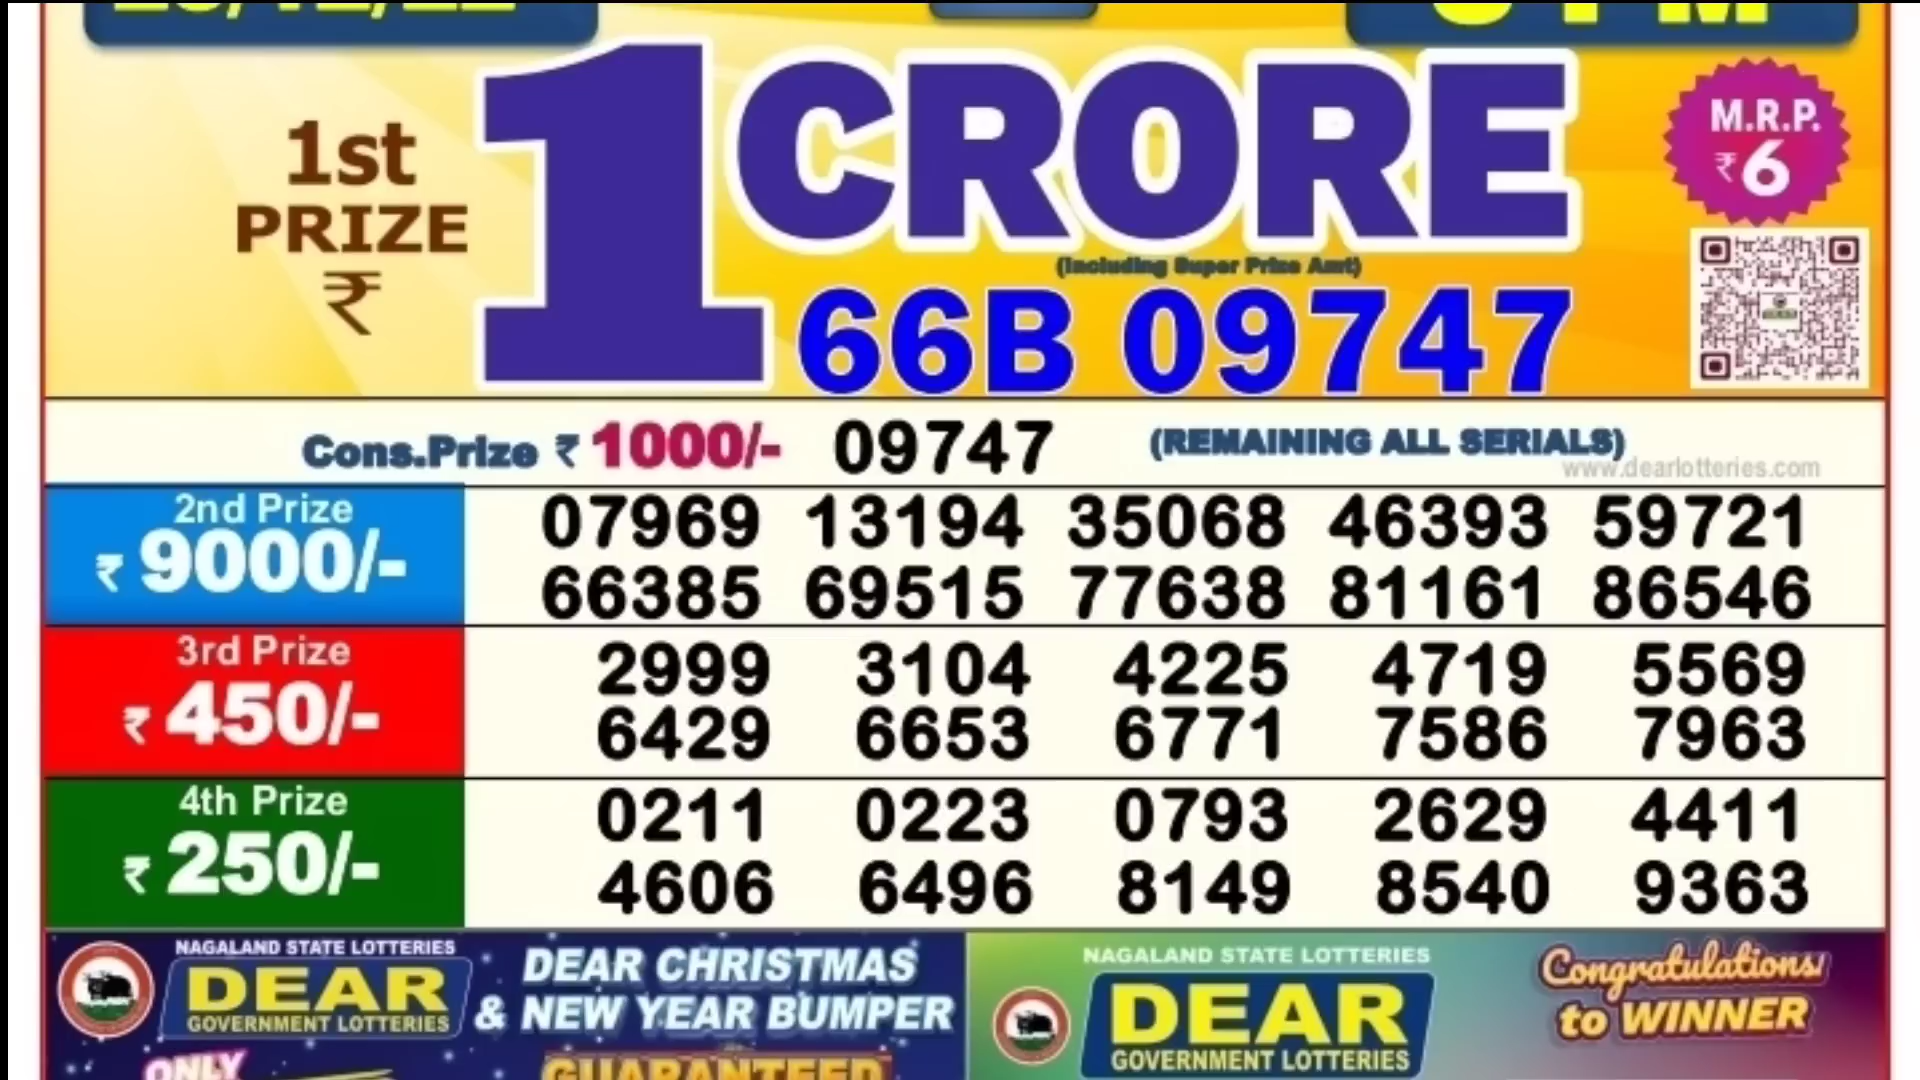 1st
PRIZE
₹
1 CRORE
(Including Super Prize Amt)
66B 09747
M.R.P.
₹6
Cons.Prize ₹ 1000/- 09747 (REMAINING ALL SERIALS)
www.dearlotteries.com
2nd Prize
₹ 9000/-
07969 13194 35068 46393 59721
66385 69515 77638 81161 86546
3rd Prize
₹ 450/-
2999 3104 4225 4719 5569
6429 6653 6771 7586 7963
4th Prize
₹ 250/-
0211 0223 0793 2629 4411
4606 6496 8149 8540 9363
NAGALAND STATE LOTTERIES
DEAR
GOVERNMENT LOTTERIES
DEAR CHRISTMAS
& NEW YEAR BUMPER
ONLY
GUARANTEED
NAGALAND STATE LOTTERIES
DEAR
GOVERNMENT LOTTERIES
Congratulations!
to WINNER